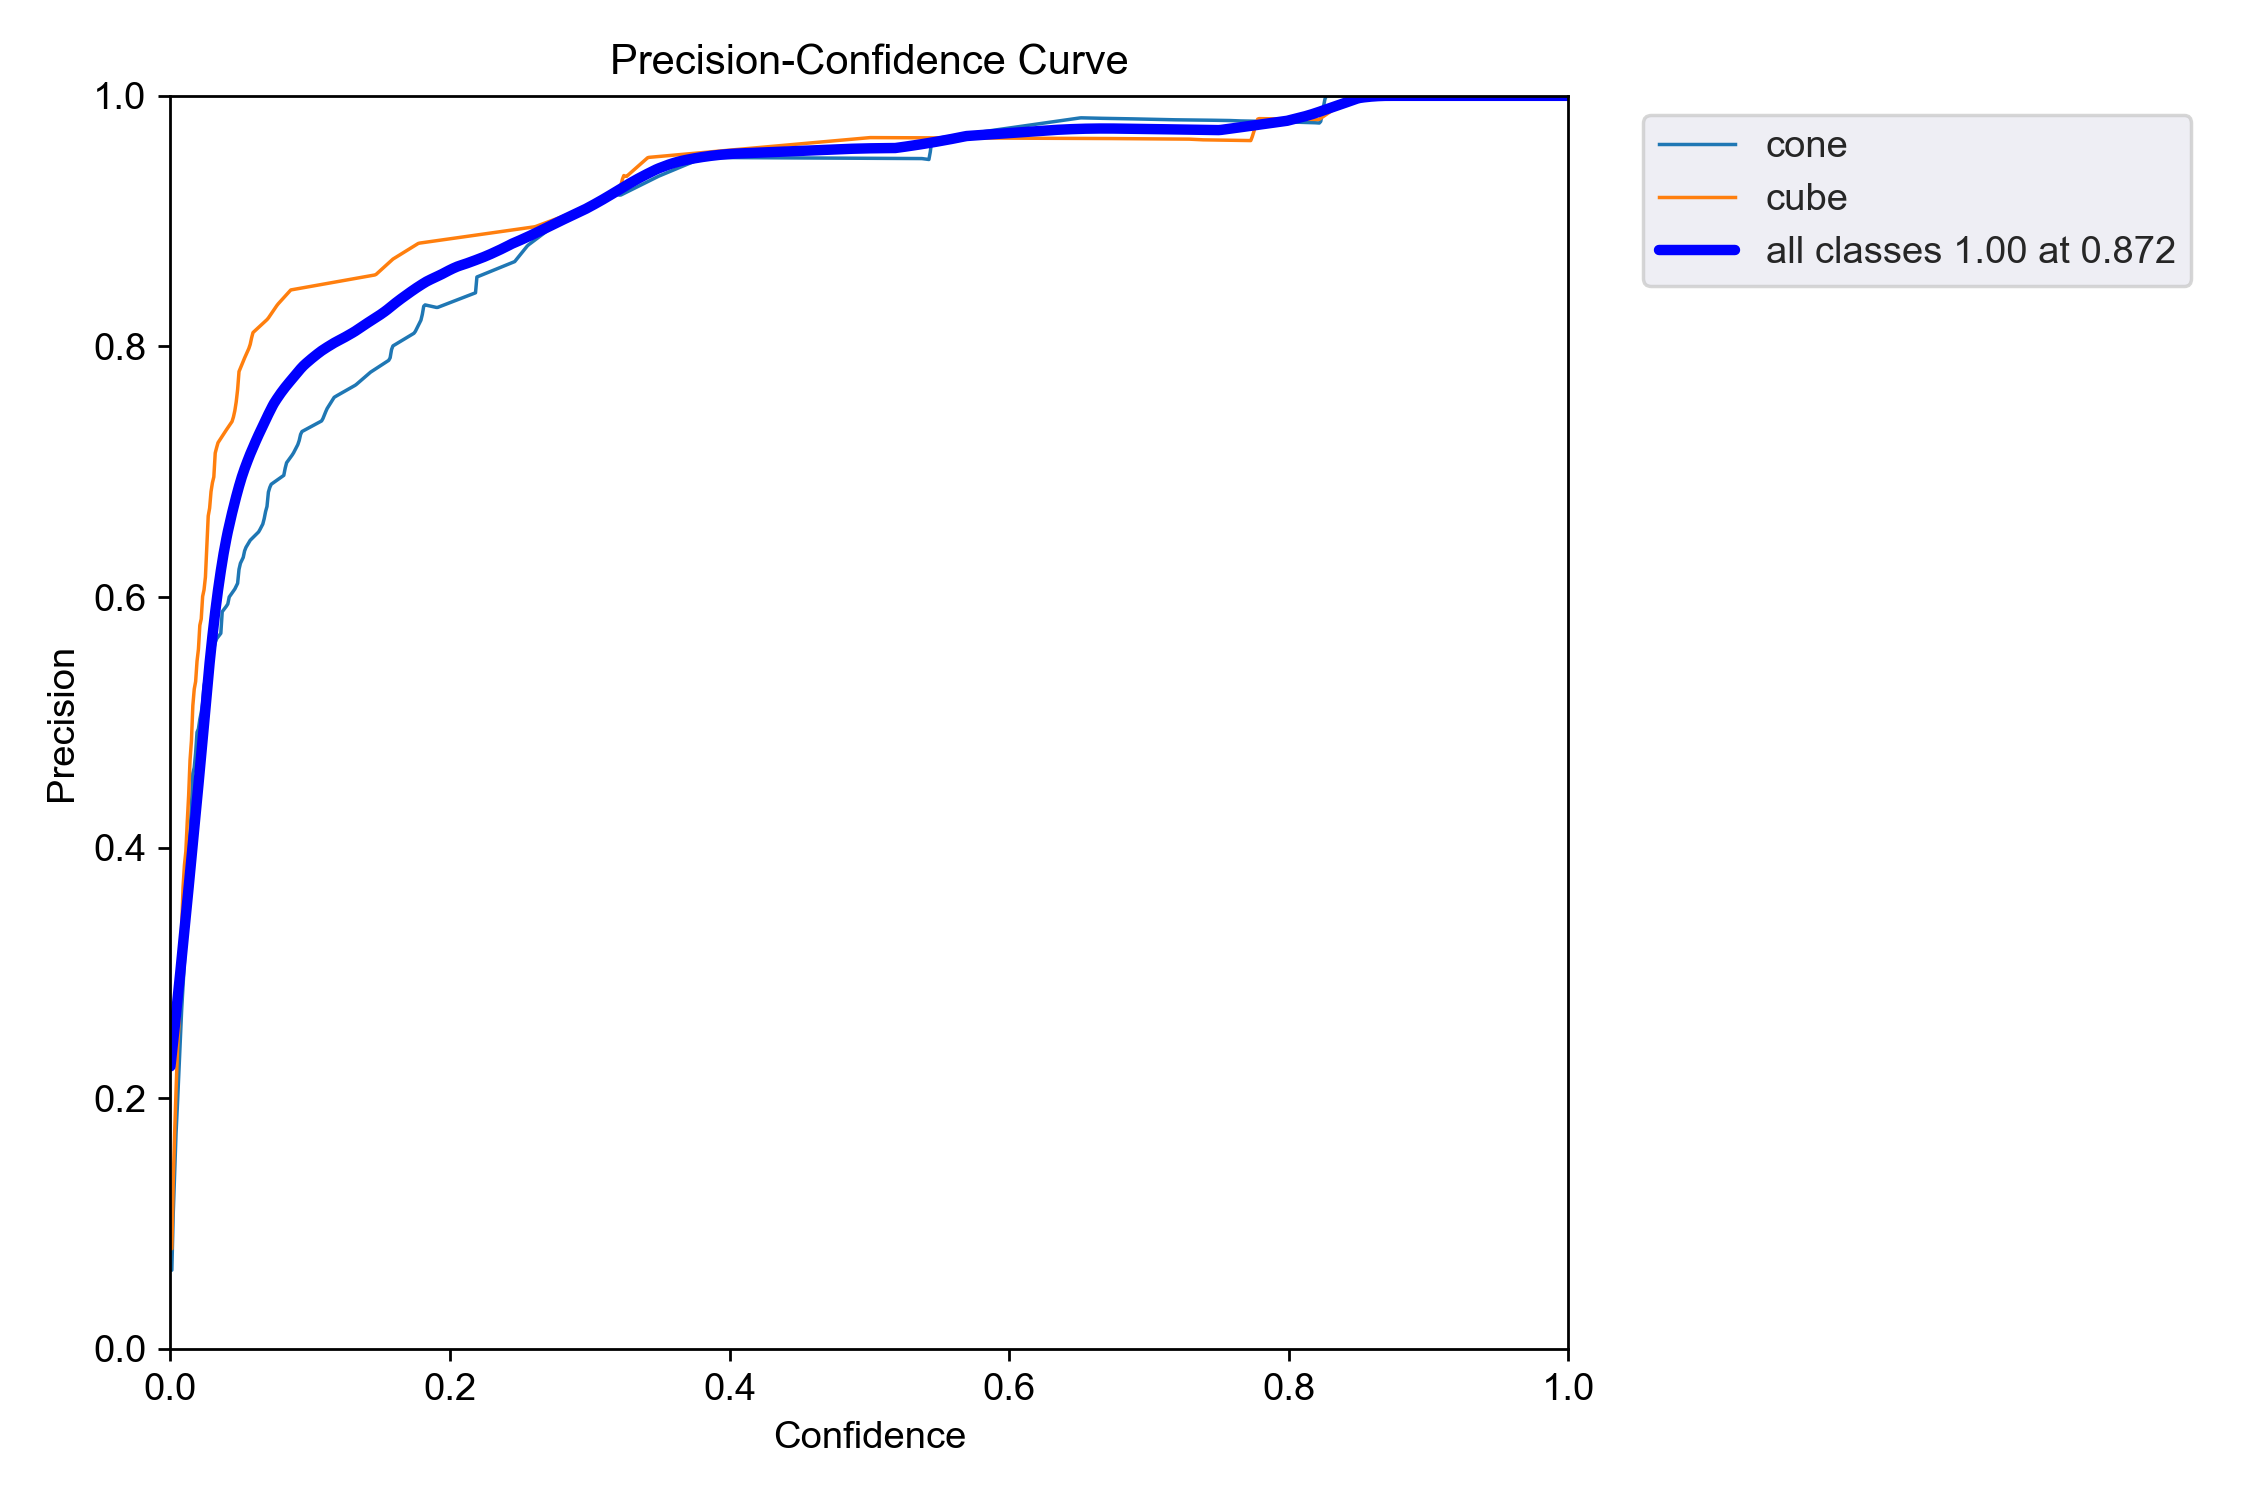 Precision-Confidence Curve
1.0
0.8
0.6
0.4
0.2
0.0
Precision
0.0 0.2 0.4 0.6 0.8 1.0
Confidence
cone
cube
all classes 1.00 at 0.872